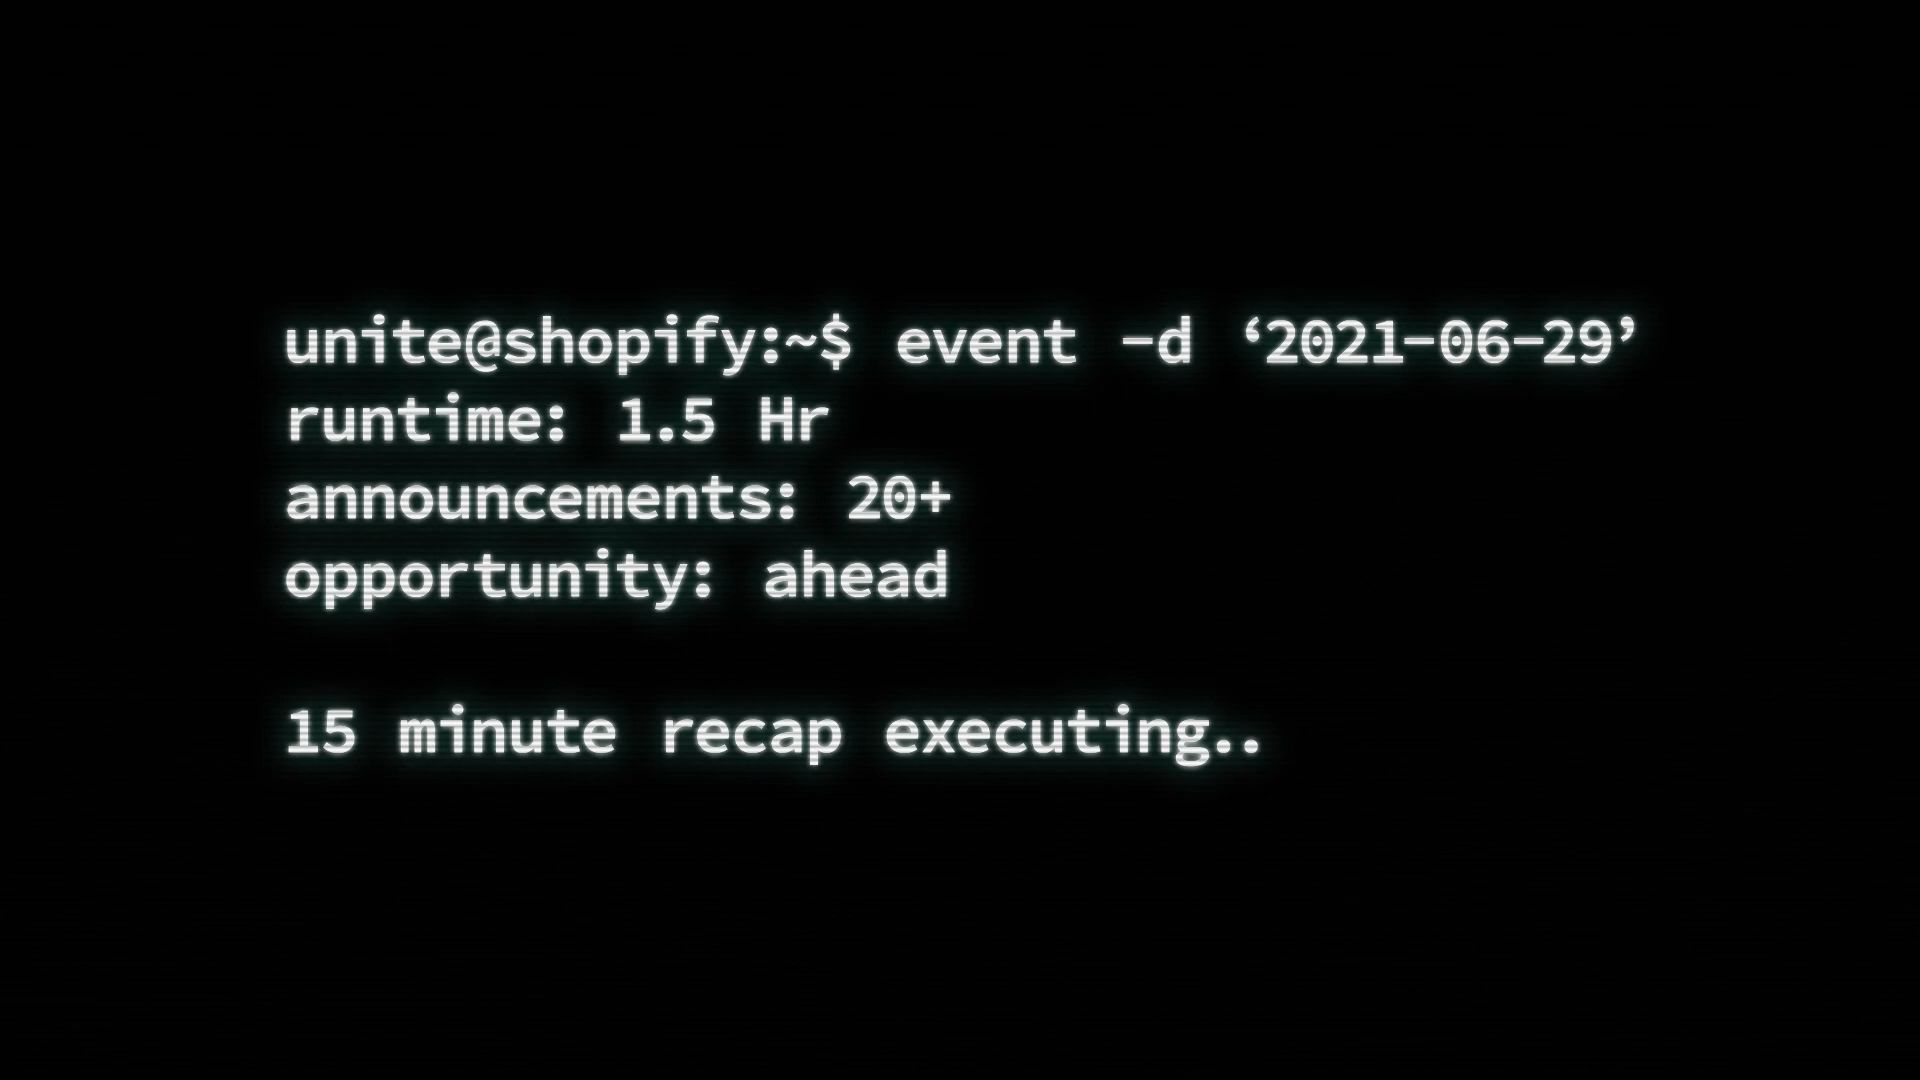 unite@shopify:~$ event -d ‘2021-06-29’
runtime: 1.5 Hr
announcements: 20+
opportunity: ahead
15 minute recap executing..